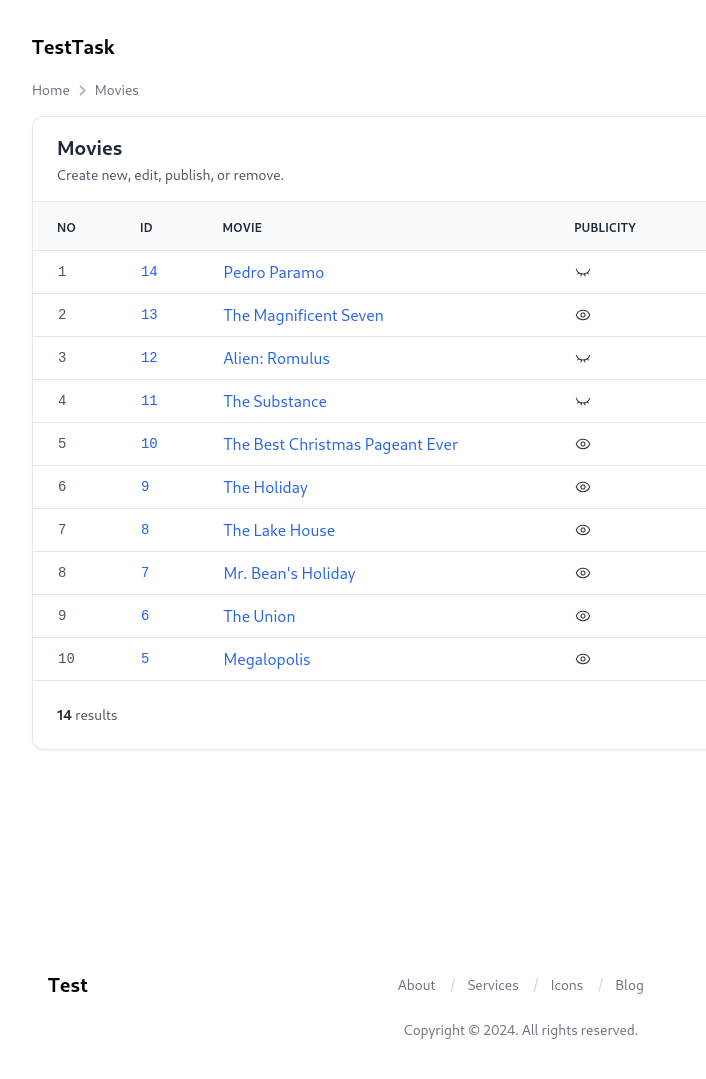 TestTask
Home Movies
Movies
Create new, edit, publish, or remove.
NO ID MOVIE PUBLICITY
1 14 Pedro Paramo
2 13 The Magnificent Seven
3 12 Alien: Romulus
4 11 The Substance
5 10 The Best Christmas Pageant Ever
6 9 The Holiday
7 8 The Lake House
8 7 Mr. Bean's Holiday
9 6 The Union
10 5 Megalopolis
14 results
Test About / Services / Icons / Blog
Copyright © 2024. All rights reserved.